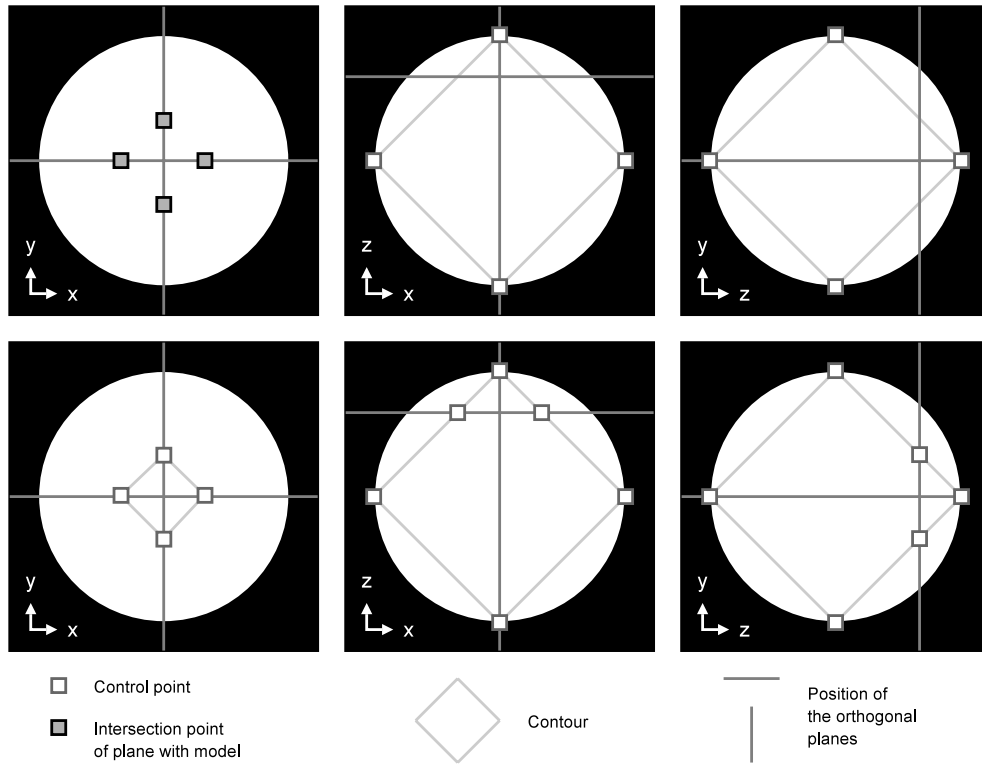 y
x
z
x
y
z
y
x
z
x
y
z
Control point
Intersection point
of plane with model
Contour
Position of
the orthogonal
planes